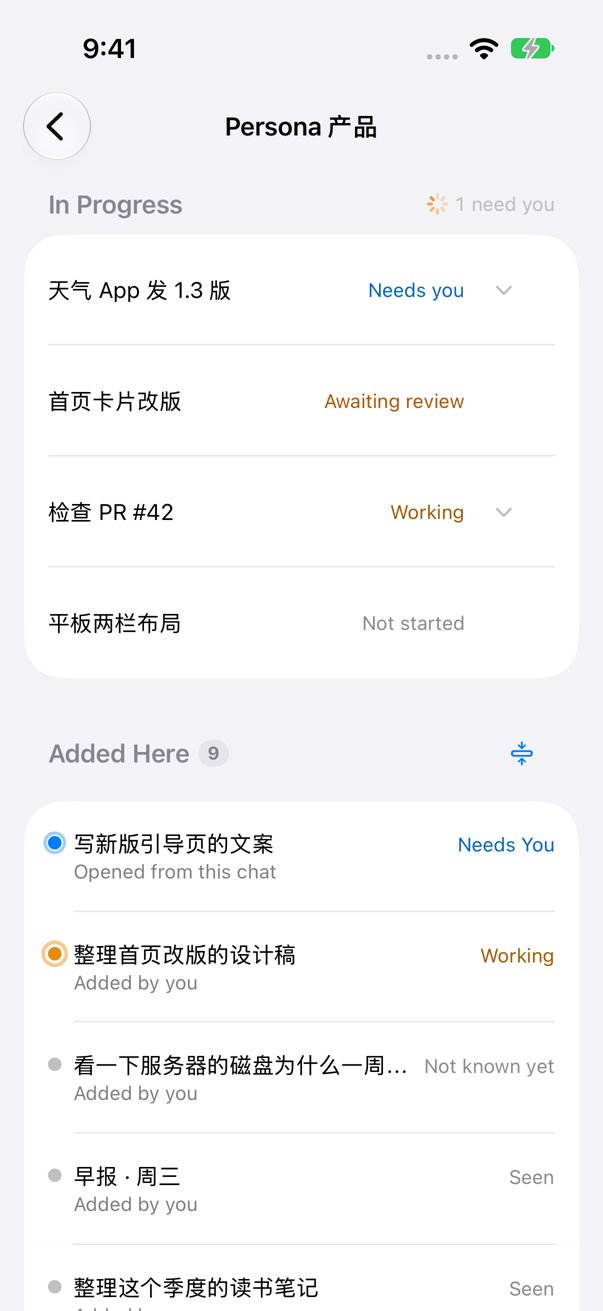 9:41
Persona 产品
In Progress
1 need you
天气 App 发 1.3 版
Needs you
首页卡片改版
Awaiting review
检查 PR #42
Working
平板两栏布局
Not started
Added Here 9
写新版引导页的文案
Needs You
Opened from this chat
整理首页改版的设计稿
Working
Added by you
看一下服务器的磁盘为什么一周...
Not known yet
Added by you
早报 · 周三
Seen
Added by you
整理这个季度的读书笔记
Seen